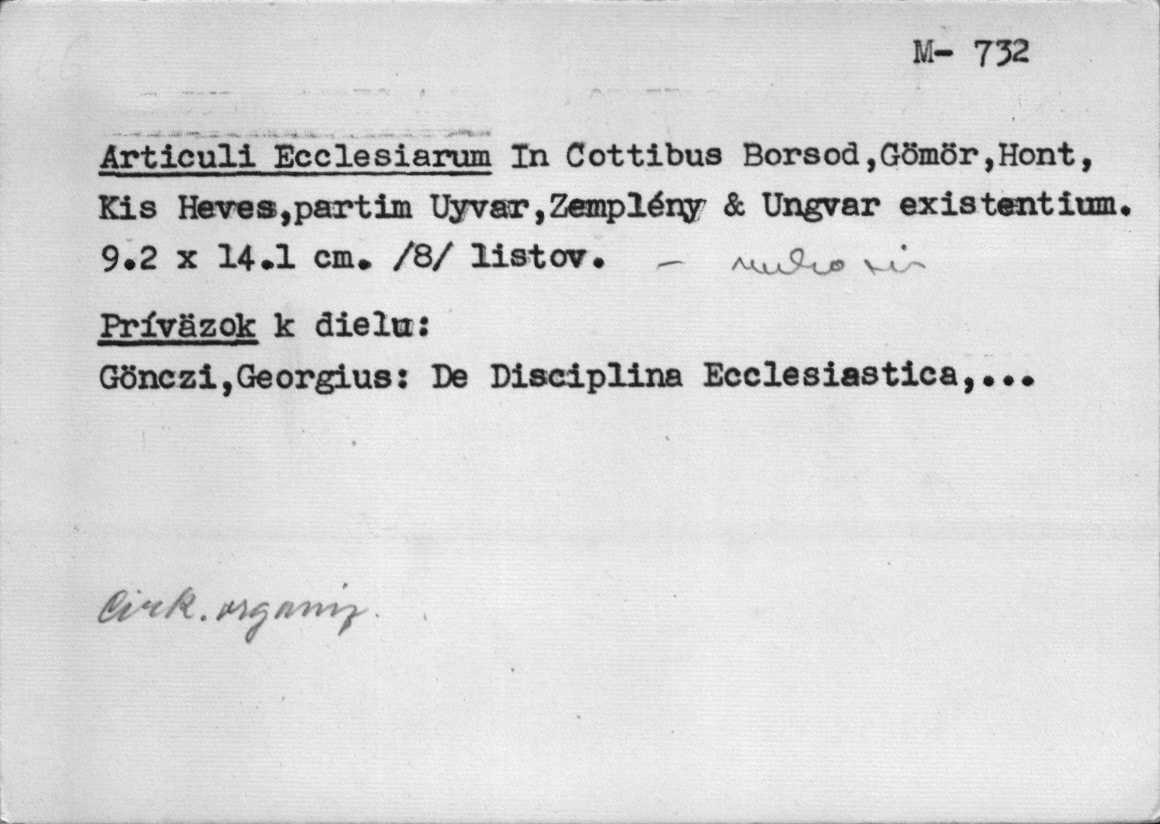 M- 732
Articuli Ecclesiarum In Cottibus Borsod,Gömör,Hont,
Kis Heves,partim Uyvar,Zemplény & Ungvar existentium.
9.2 x 14.1 cm. /8/ listov. -
Príväzok k dielu:
Gönczi,Georgius: De Disciplina Ecclesiastica,...
Cirk. organiz.